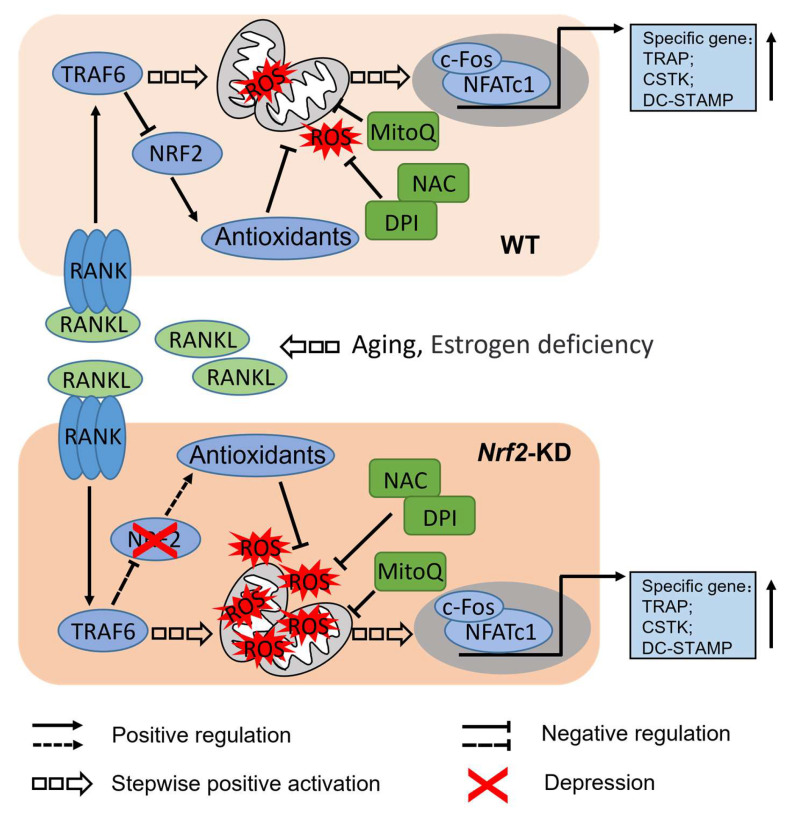 TRAF6
ROS
c-Fos
NFATc1
Specific gene:
TRAP;
CSTK;
DC-STAMP
ROS
MitoQ
NRF2
NAC
DPI
Antioxidants
WT
RANK
RANKL
RANKL
RANKL
Aging, Estrogen deficiency
RANKL
RANK
Antioxidants
Nrf2-KD
NAC
DPI
NRF2
ROS
ROS
MitoQ
ROS
ROS
ROS
TRAF6
c-Fos
NFATc1
Specific gene:
TRAP;
CSTK;
DC-STAMP
Positive regulation
Negative regulation
Stepwise positive activation
Depression